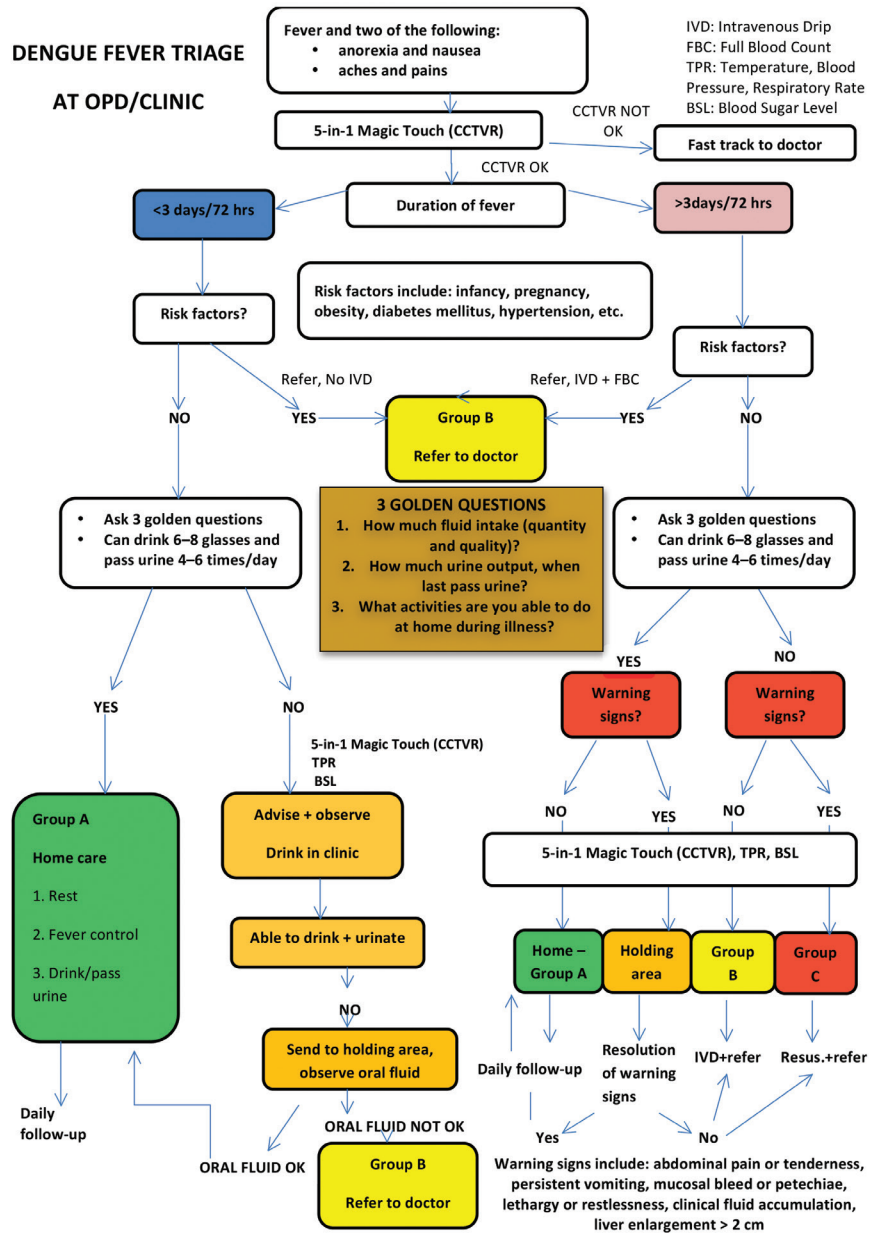 DENGUE FEVER TRIAGE
AT OPD/CLINIC
Fever and two of the following:
• anorexia and nausea
• aches and pains
IVD: Intravenous Drip
FBC: Full Blood Count
TPR: Temperature, Blood
Pressure, Respiratory Rate
BSL: Blood Sugar Level
5-in-1 Magic Touch (CCTVR)
CCTVR NOT
OK
Fast track to doctor
CCTVR OK
<3 days/72 hrs
Duration of fever
>3days/72 hrs
Risk factors?
Risk factors include: infancy, pregnancy,
obesity, diabetes mellitus, hypertension, etc.
Risk factors?
Refer, No IVD
Refer, IVD + FBC
NO
YES
Group B
Refer to doctor
YES
NO
• Ask 3 golden questions
• Can drink 6–8 glasses and
pass urine 4–6 times/day
3 GOLDEN QUESTIONS
1. How much fluid intake (quantity
and quality)?
2. How much urine output, when
last pass urine?
3. What activities are you able to do
at home during illness?
• Ask 3 golden questions
• Can drink 6–8 glasses and
pass urine 4–6 times/day
YES
NO
Warning
signs?
Warning
signs?
YES
NO
5-in-1 Magic Touch (CCTVR)
TPR
BSL
NO
YES
NO
YES
Group A
Home care
1. Rest
2. Fever control
3. Drink/pass
urine
Advise + observe
Drink in clinic
5-in-1 Magic Touch (CCTVR), TPR, BSL
Able to drink + urinate
Home –
Group A
Holding
area
Group
B
Group
C
NO
Send to holding area,
observe oral fluid
Daily follow-up
Resolution
of warning
signs
IVD+refer
Resus.+refer
Daily
follow-up
ORAL FLUID OK
ORAL FLUID NOT OK
Group B
Refer to doctor
Yes
No
Warning signs include: abdominal pain or tenderness,
persistent vomiting, mucosal bleed or petechiae,
lethargy or restlessness, clinical fluid accumulation,
liver enlargement > 2 cm